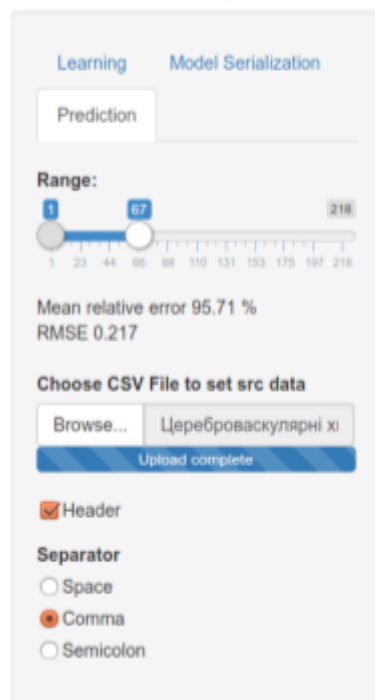 Learning Model Serialization
Prediction
Range:
1 67 218
1 23 44 66 88 110 131 153 175 197 218
Mean relative error 95.71 %
RMSE 0.217
Choose CSV File to set src data
Browse... Цереброваскулярні хі
Upload complete
Header
Separator
Space
Comma
Semicolon